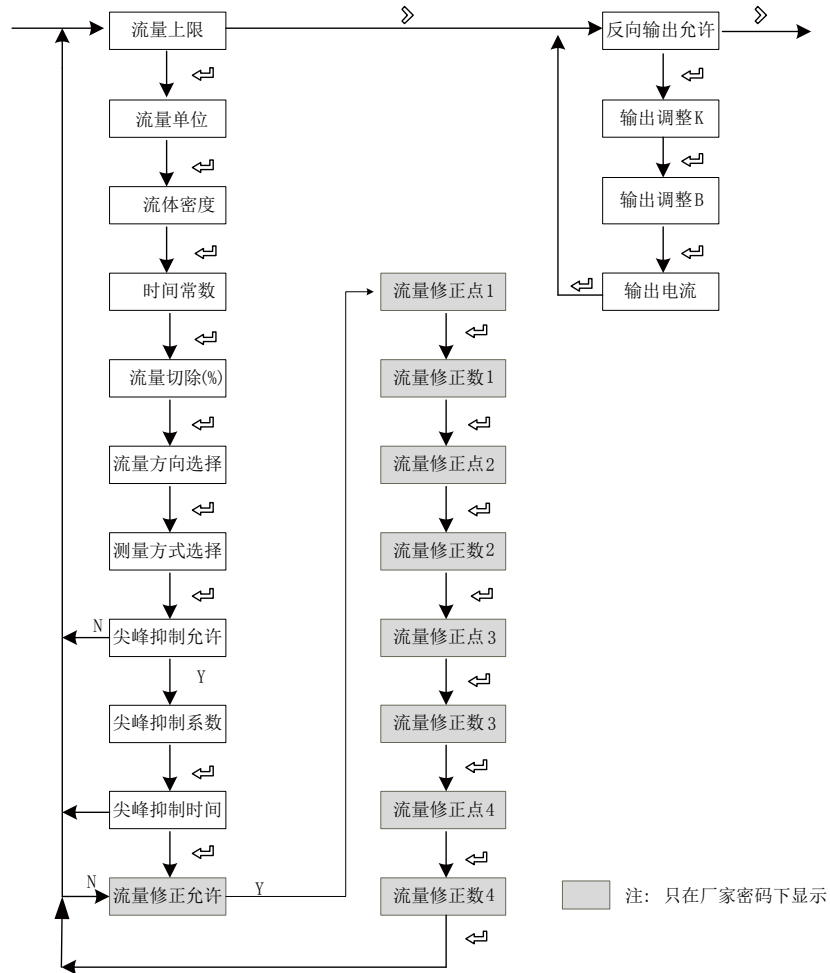 流量上限
流量单位
流体密度
时间常数
流量切除(%)
流量方向选择
测量方式选择
N
尖峰抑制允许
Y
尖峰抑制系数
尖峰抑制时间
N
流量修正允许
Y
流量修正点1
流量修正数1
流量修正点2
流量修正数2
流量修正点3
流量修正数3
流量修正点4
流量修正数4
反向输出允许
输出调整K
输出调整B
输出电流
注: 只在厂家密码下显示